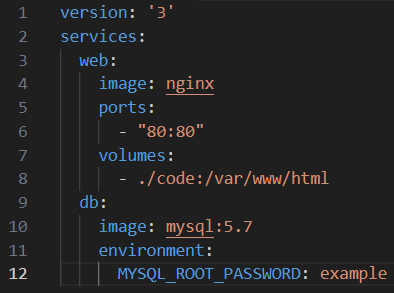 1 version: '3'
2 services:
3   web:
4     image: nginx
5     ports:
6       - "80:80"
7     volumes:
8       - ./code:/var/www/html
9   db:
10     image: mysql:5.7
11     environment:
12       MYSQL_ROOT_PASSWORD: example